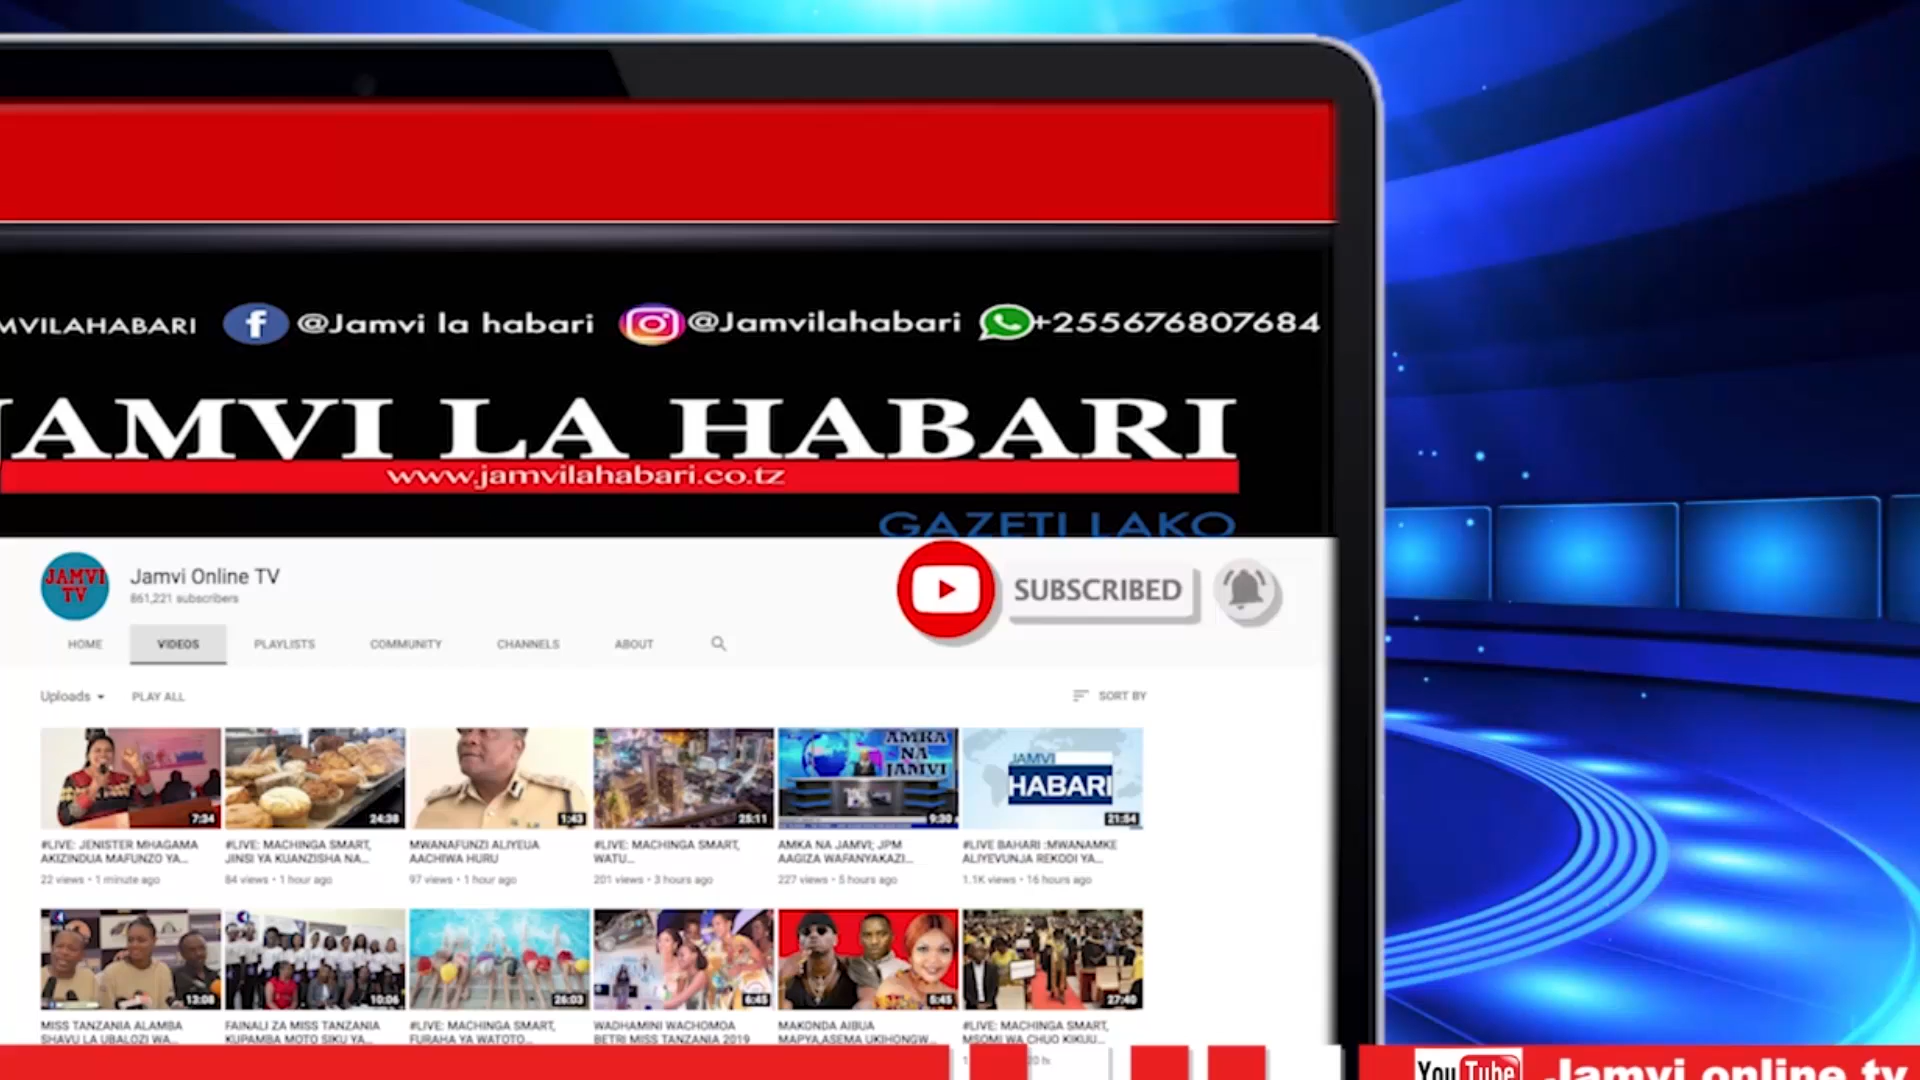 MVILAHABARI @Jamvi la habari @Jamvilahabari +255676807684
JAMVI LA HABARI
www.jamvilahabari.co.tz
GAZETI LAKO
JAMVI TV
Jamvi Online TV
861,221 subscribers
SUBSCRIBED
HOME VIDEOS PLAYLISTS COMMUNITY CHANNELS ABOUT
Uploads PLAY ALL SORT BY
AMKA NA JAMVI
JAMVI HABARI
7:34 24:38 1:43 25:11 9:30 21:54
#LIVE: JENISTER MHAGAMA AKIZINDUA MAFUNZO YA...
22 views • 1 minute ago
#LIVE: MACHINGA SMART, JINSI YA KUANZISHA NA...
84 views • 1 hour ago
MWANAFUNZI ALIYEUA AACHIWA HURU
97 views • 1 hour ago
#LIVE: MACHINGA SMART, WATU...
201 views • 3 hours ago
AMKA NA JAMVI; JPM AAGIZA WAFANYAKAZI...
227 views • 5 hours ago
#LIVE BAHARI :MWANAMKE ALIYEVUNJA REKODI YA...
1.1K views • 16 hours ago
13:08 10:06 26:03 6:45 5:45 27:40
MISS TANZANIA ALAMBA SHAVU LA UBALOZI WA...
FAINALI ZA MISS TANZANIA KUPAMBA MOTO SIKU YA...
#LIVE: MACHINGA SMART, FURAHA YA WATOTO...
WADHAMINI WACHOMOA BETRI MISS TANZANIA 2019
MAKONDA AIBUA MAPYA,ASEMA UKIHONGW...
#LIVE: MACHINGA SMART, MSOMI WA CHUO KIKUU...
YouTube Jamvi online tv